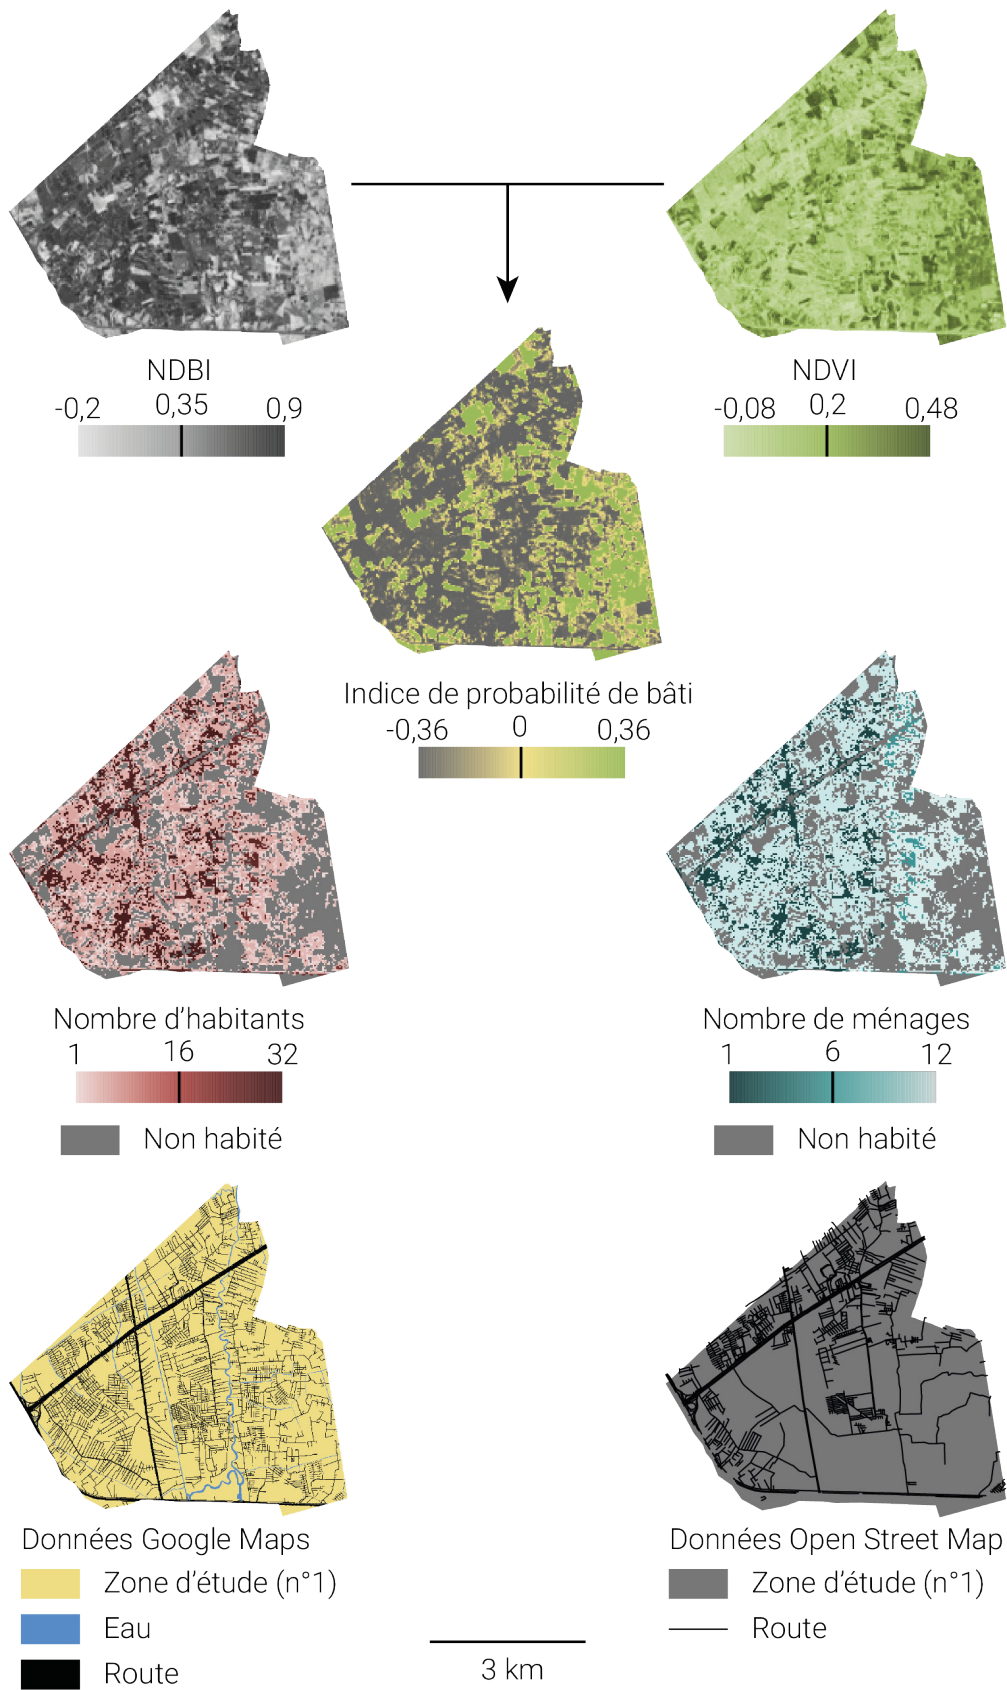 NDBI
-0,2 0,35 0,9
NDVI
-0,08 0,2 0,48
Indice de probabilité de bâti
-0,36 0 0,36
Nombre d'habitants
1 16 32
Non habité
Nombre de ménages
1 6 12
Non habité
Données Google Maps
Zone d'étude (n°1)
Eau
Route
Données Open Street Map
Zone d'étude (n°1)
Route
3 km